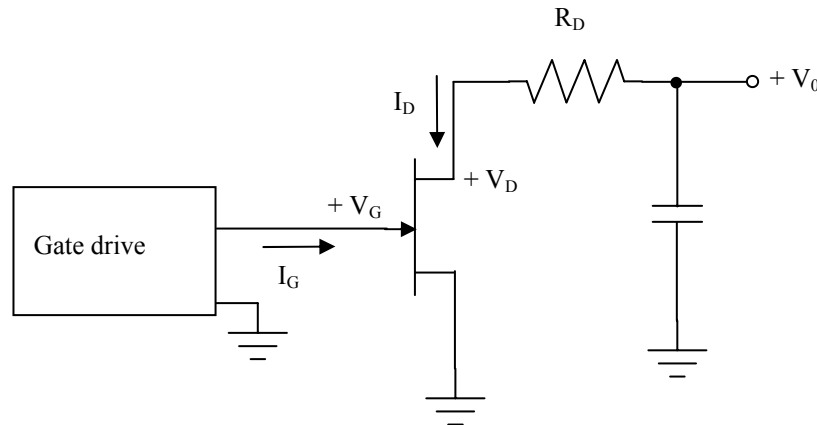 R_D
+ V_0
I_D
+ V_D
+ V_G
Gate drive
I_G